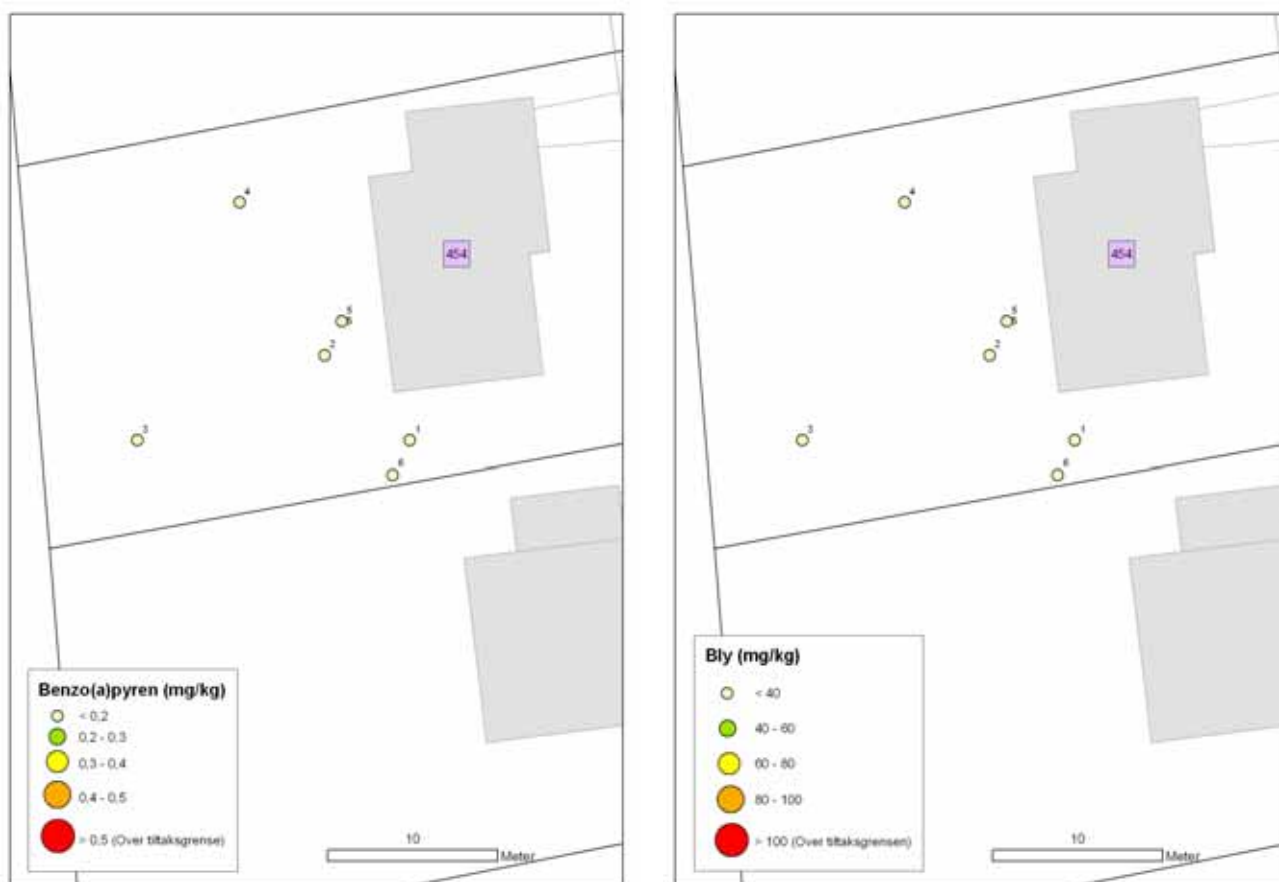 4
454
5
5
2
3
1
6
Benzo(a)pyren (mg/kg)
< 0,2
0,2 - 0,3
0,3 - 0,4
0,4 - 0,5
> 0,5 (Over tiltaksgrense)
10
Meter
4
454
5
5
2
3
1
6
Bly (mg/kg)
< 40
40 - 60
60 - 80
80 - 100
> 100 (Over tiltaksgrensen)
10
Meter